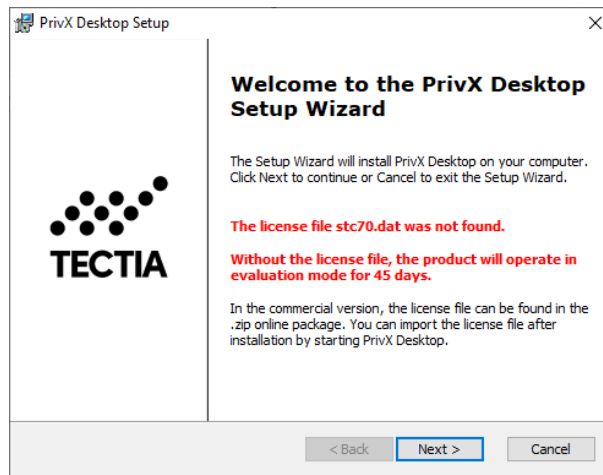 PrivX Desktop Setup
Welcome to the PrivX Desktop
Setup Wizard
The Setup Wizard will install PrivX Desktop on your computer.
Click Next to continue or Cancel to exit the Setup Wizard.
The license file stc70.dat was not found.
Without the license file, the product will operate in
evaluation mode for 45 days.
In the commercial version, the license file can be found in the
.zip online package. You can import the license file after
installation by starting PrivX Desktop.
TECTIA
< Back
Next >
Cancel